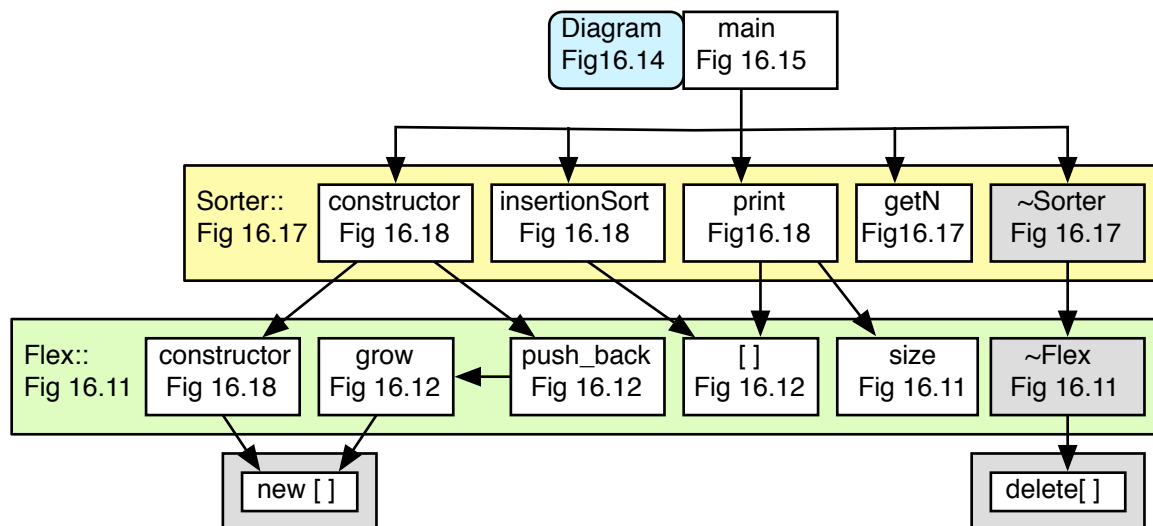 Diagram
Fig16.14
main
Fig 16.15
Sorter::
Fig 16.17
constructor
Fig 16.18
insertionSort
Fig 16.18
print
Fig16.18
getN
Fig16.17
~Sorter
Fig 16.17
Flex::
Fig 16.11
constructor
Fig 16.18
grow
Fig 16.12
push_back
Fig 16.12
[ ]
Fig 16.12
size
Fig 16.11
~Flex
Fig 16.11
new [ ]
delete[ ]